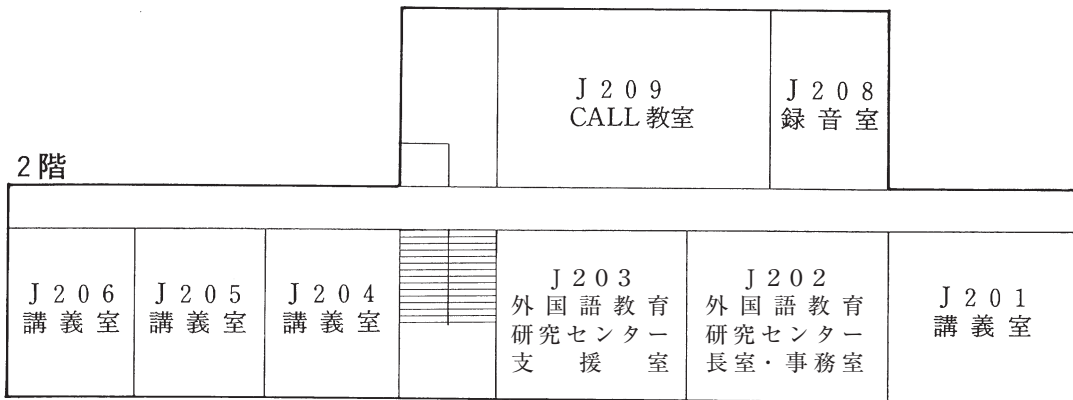 J209
CALL教室
J208
録音室
2階
J206
講義室
J205
講義室
J204
講義室
J203
外国語教育
研究センター
支援室
J202
外国語教育
研究センター
長室・事務室
J201
講義室